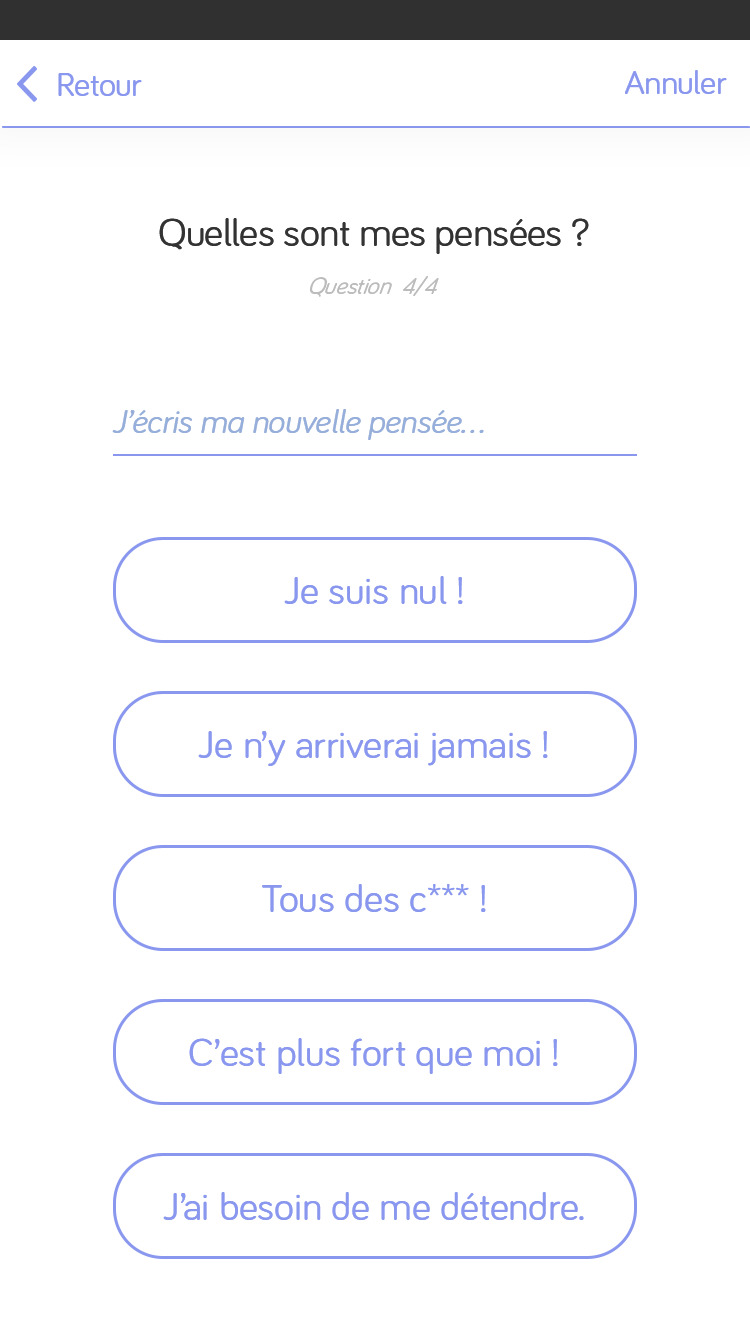 Retour
Annuler
Quelles sont mes pensées ?
Question 4/4
J’écris ma nouvelle pensée...
Je suis nul !
Je n’y arriverai jamais !
Tous des c*** !
C’est plus fort que moi !
J’ai besoin de me détendre.